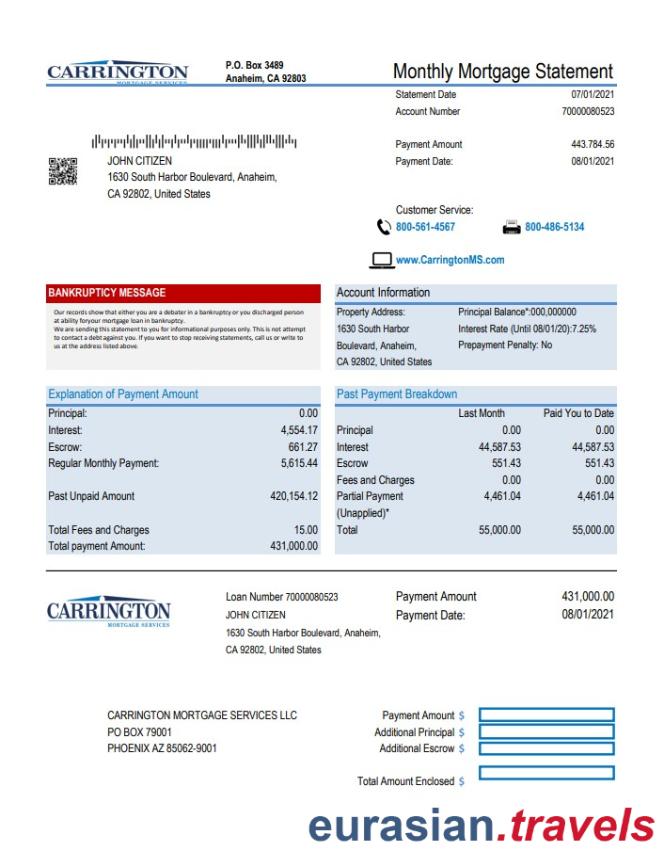 CARRINGTON
MORTGAGE SERVICES
P.O. Box 3489
Anaheim, CA 92803
Monthly Mortgage Statement
Statement Date 07/01/2021
Account Number 70000080523
Payment Amount 443.784.56
Payment Date: 08/01/2021
JOHN CITIZEN
1630 South Harbor Boulevard, Anaheim,
CA 92802, United States
Customer Service:
800-561-4567 800-486-5134
www.CarringtonMS.com
BANKRUPTICY MESSAGE
Our records show that either you are a debater in a bankruptcy or you discharged person
at ability foryour mortgage loan in bankruptcy.
We are sending this statement to you for informational purposes only. This is not attempt
to contact a debt against you. If you want to stop receiving statements, call us or write to
us at the address listed above.
Account Information
Property Address: Principal Balance*:000,000000
1630 South Harbor Interest Rate (Until 08/01/20):7.25%
Boulevard, Anaheim, Prepayment Penalty: No
CA 92802, United States
Explanation of Payment Amount
Principal: 0.00
Interest: 4,554.17
Escrow: 661.27
Regular Monthly Payment: 5,615.44
Past Unpaid Amount 420,154.12
Total Fees and Charges 15.00
Total payment Amount: 431,000.00
Past Payment Breakdown
Last Month Paid You to Date
Principal 0.00 0.00
Interest 44,587.53 44,587.53
Escrow 551.43 551.43
Fees and Charges 0.00 0.00
Partial Payment 4,461.04 4,461.04
(Unapplied)*
Total 55,000.00 55,000.00
CARRINGTON
MORTGAGE SERVICES
Loan Number 70000080523
JOHN CITIZEN
1630 South Harbor Boulevard, Anaheim,
CA 92802, United States
Payment Amount 431,000.00
Payment Date: 08/01/2021
CARRINGTON MORTGAGE SERVICES LLC
PO BOX 79001
PHOENIX AZ 85062-9001
Payment Amount $
Additional Principal $
Additional Escrow $
Total Amount Enclosed $
eurasian.travels